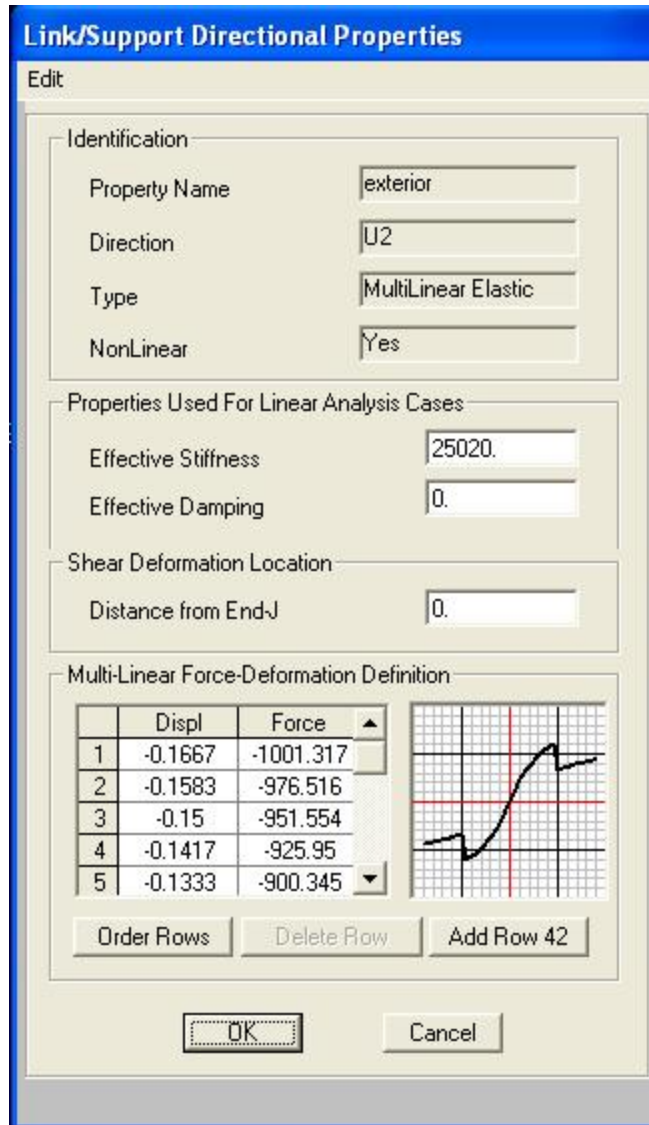 Link/Support Directional Properties
Edit
Identification
Property Name exterior
Direction U2
Type MultiLinear Elastic
NonLinear Yes
Properties Used For Linear Analysis Cases
Effective Stiffness 25020.
Effective Damping 0.
Shear Deformation Location
Distance from End-J 0.
Multi-Linear Force-Deformation Definition
Displ Force
1 -0.1667 -1001.317
2 -0.1583 -976.516
3 -0.15 -951.554
4 -0.1417 -925.95
5 -0.1333 -900.345
Order Rows Delete Row Add Row 42
OK Cancel